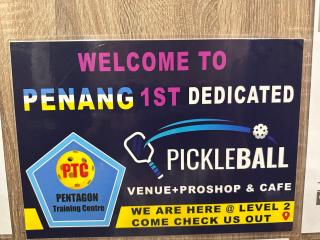 WELCOME TO
PENANG 1ST DEDICATED
PICKLEBALL
VENUE+PROSHOP & CAFE
PTC
PENTAGON
Training Centre
WE ARE HERE @ LEVEL 2
COME CHECK US OUT